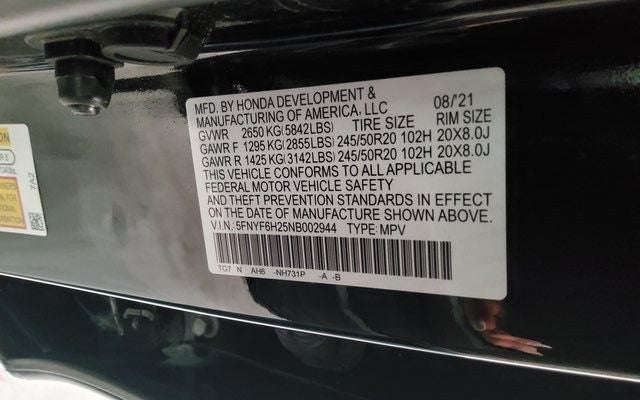 MFD. BY HONDA DEVELOPMENT & 08/'21
MANUFACTURING OF AMERICA, LLC RIM SIZE
GVWR 2650 KG (5842LBS) TIRE SIZE
GAWR F 1295 KG (2855LBS) 245/50R20 102H 20X8.0J
GAWR R 1425 KG (3142LBS) 245/50R20 102H 20X8.0J
THIS VEHICLE CONFORMS TO ALL APPLICABLE
FEDERAL MOTOR VEHICLE SAFETY
AND THEFT PREVENTION STANDARDS IN EFFECT
ON THE DATE OF MANUFACTURE SHOWN ABOVE.
V.I.N.: 5FNYF6H25NB002944 TYPE: MPV
TG7 N AH6 -NH731P -A -B